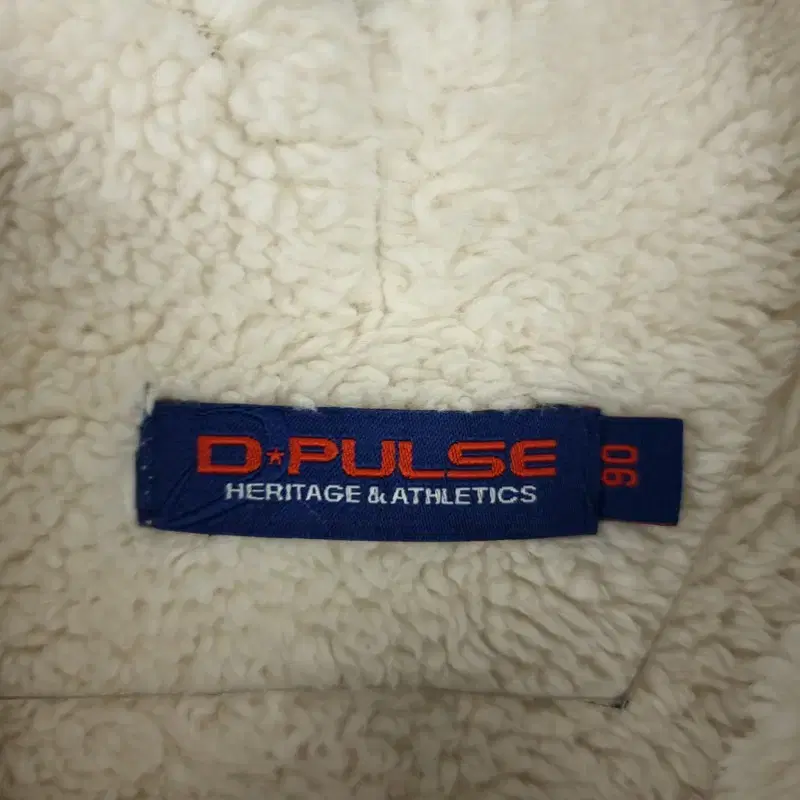 D★PULSE
HERITAGE & ATHLETICS
90